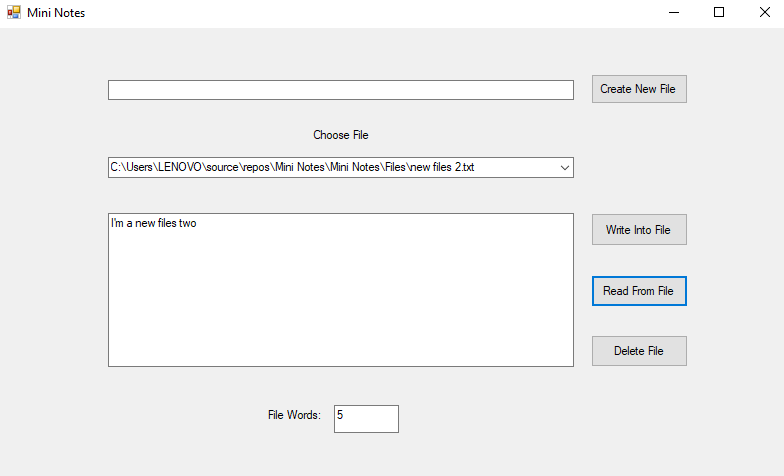 Mini Notes
Create New File
Choose File
C:\Users\LENOVO\source\repos\Mini Notes\Mini Notes\Files\new files 2.txt
I'm a new files two
Write Into File
Read From File
Delete File
File Words: 5